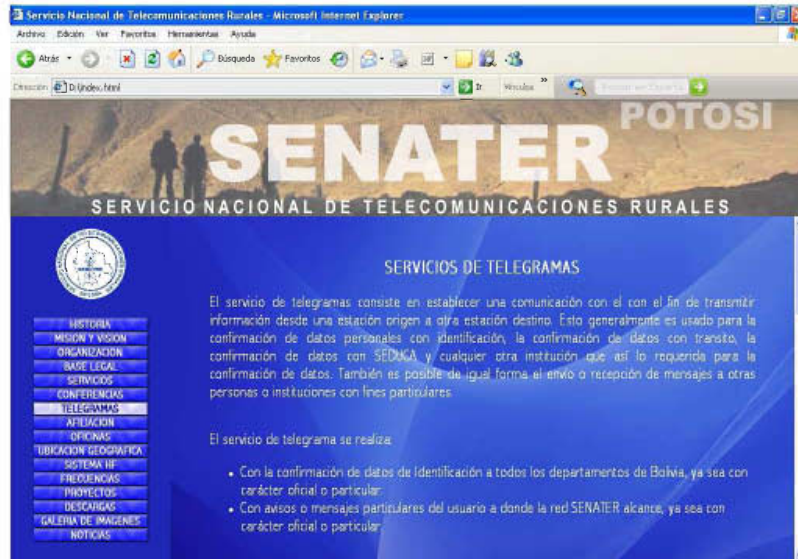 Servicio Nacional de Telecomunicaciones Rurales - Microsoft Internet Explorer
Archivo Edición Ver Favoritos Herramientas Ayuda
Atrás Búsqueda Favoritos
Dirección D:\index.html Ir Vínculos
POTOSI
SENATER
SERVICIO NACIONAL DE TELECOMUNICACIONES RURALES
HISTORIA
MISION Y VISION
ORGANIZACION
BASE LEGAL
SERVICIOS
CONFERENCIAS
TELEGRAMAS
AFILIACION
OFICINAS
UBICACION GEOGRAFICA
SISTEMA HF
FRECUENCIAS
PROYECTOS
DESCARGAS
GALERIA DE IMAGENES
NOTICIAS
SERVICIOS DE TELEGRAMAS
El servicio de telegramas consiste en establecer una comunicación con el con el fin de transmitir
información desde una estación origen a otra estación destino. Esto generalmente es usado para la
confirmación de datos personales con identificación, la confirmación de datos con transito, la
confirmación de datos con SEDUCA y cualquier otra institución que así lo requerida para la
confirmación de datos. También es posible de igual forma el envío o recepción de mensajes a otras
personas o instituciones con fines particulares.
El servicio de telegrama se realiza:
• Con la confirmación de datos de Identificación a todos los departamentos de Bolivia, ya sea con
carácter oficial o particular.
• Con avisos o mensajes particulares del usuario a donde la red SENATER alcance, ya sea con
carácter oficial o particular.